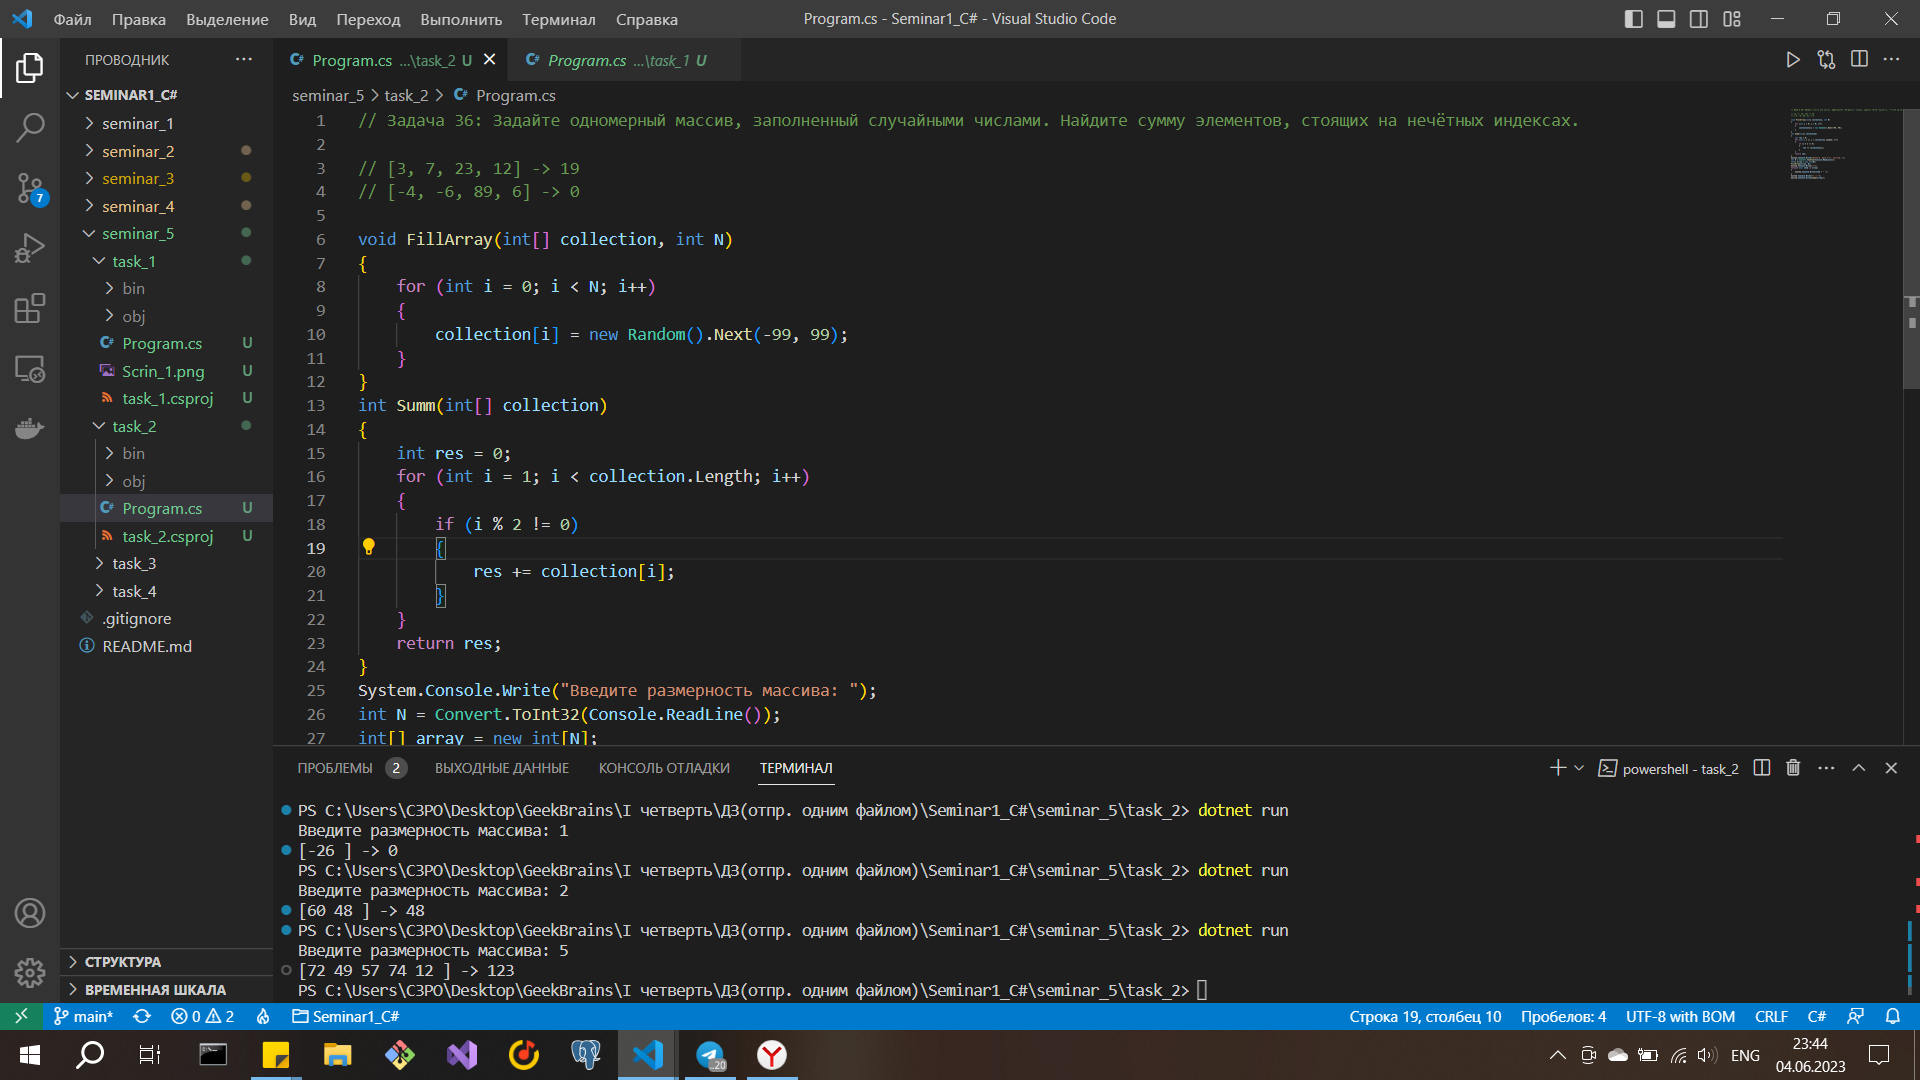 Файл Правка Выделение Вид Переход Выполнить Терминал Справка
Program.cs - Seminar1_C# - Visual Studio Code
ПРОВОДНИК
SEMINAR1_C#
seminar_1
seminar_2
seminar_3
seminar_4
seminar_5
task_1
bin
obj
C# Program.cs U
Scrin_1.png U
task_1.csproj U
task_2
bin
obj
C# Program.cs U
task_2.csproj U
task_3
task_4
.gitignore
README.md
СТРУКТУРА
ВРЕМЕННАЯ ШКАЛА
7
C# Program.cs ...\task_2 U
C# Program.cs ...\task_1 U
seminar_5 > task_2 > C# Program.cs
1 // Задача 36: Задайте одномерный массив, заполненный случайными числами. Найдите сумму элементов, стоящих на нечётных индексах.
2
3 // [3, 7, 23, 12] -> 19
4 // [-4, -6, 89, 6] -> 0
5
6 void FillArray(int[] collection, int N)
7 {
8 for (int i = 0; i < N; i++)
9 {
10 collection[i] = new Random().Next(-99, 99);
11 }
12 }
13 int Summ(int[] collection)
14 {
15 int res = 0;
16 for (int i = 1; i < collection.Length; i++)
17 {
18 if (i % 2 != 0)
19 {
20 res += collection[i];
21 }
22 }
23 return res;
24 }
25 System.Console.Write("Введите размерность массива: ");
26 int N = Convert.ToInt32(Console.ReadLine());
27 int[] array = new int[N];
ПРОБЛЕМЫ 2 ВЫХОДНЫЕ ДАННЫЕ КОНСОЛЬ ОТЛАДКИ ТЕРМИНАЛ
powershell - task_2
PS C:\Users\C3PO\Desktop\GeekBrains\I четверть\ДЗ(отпр. одним файлом)\Seminar1_C#\seminar_5\task_2> dotnet run
Введите размерность массива: 1
[-26 ] -> 0
PS C:\Users\C3PO\Desktop\GeekBrains\I четверть\ДЗ(отпр. одним файлом)\Seminar1_C#\seminar_5\task_2> dotnet run
Введите размерность массива: 2
[60 48 ] -> 48
PS C:\Users\C3PO\Desktop\GeekBrains\I четверть\ДЗ(отпр. одним файлом)\Seminar1_C#\seminar_5\task_2> dotnet run
Введите размерность массива: 5
[72 49 57 74 12 ] -> 123
PS C:\Users\C3PO\Desktop\GeekBrains\I четверть\ДЗ(отпр. одним файлом)\Seminar1_C#\seminar_5\task_2>
main* 0 2 Seminar1_C#
Строка 19, столбец 10 Пробелов: 4 UTF-8 with BOM CRLF C#
20
ENG
23:44
04.06.2023